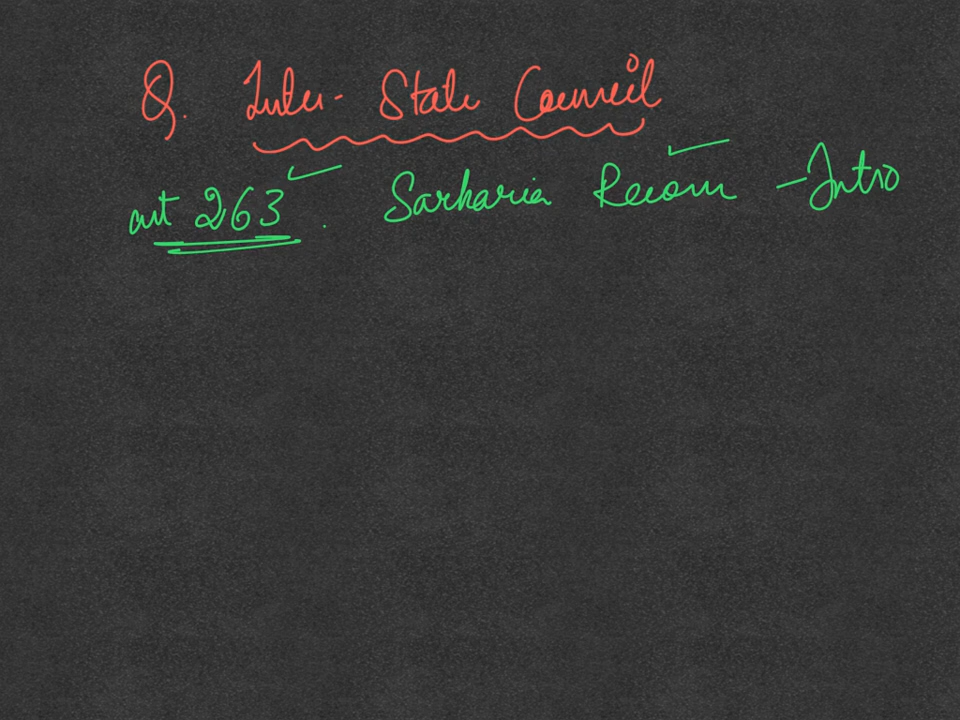 Q. Inter-State Council
art 263. Sarkaria Recom - Intro